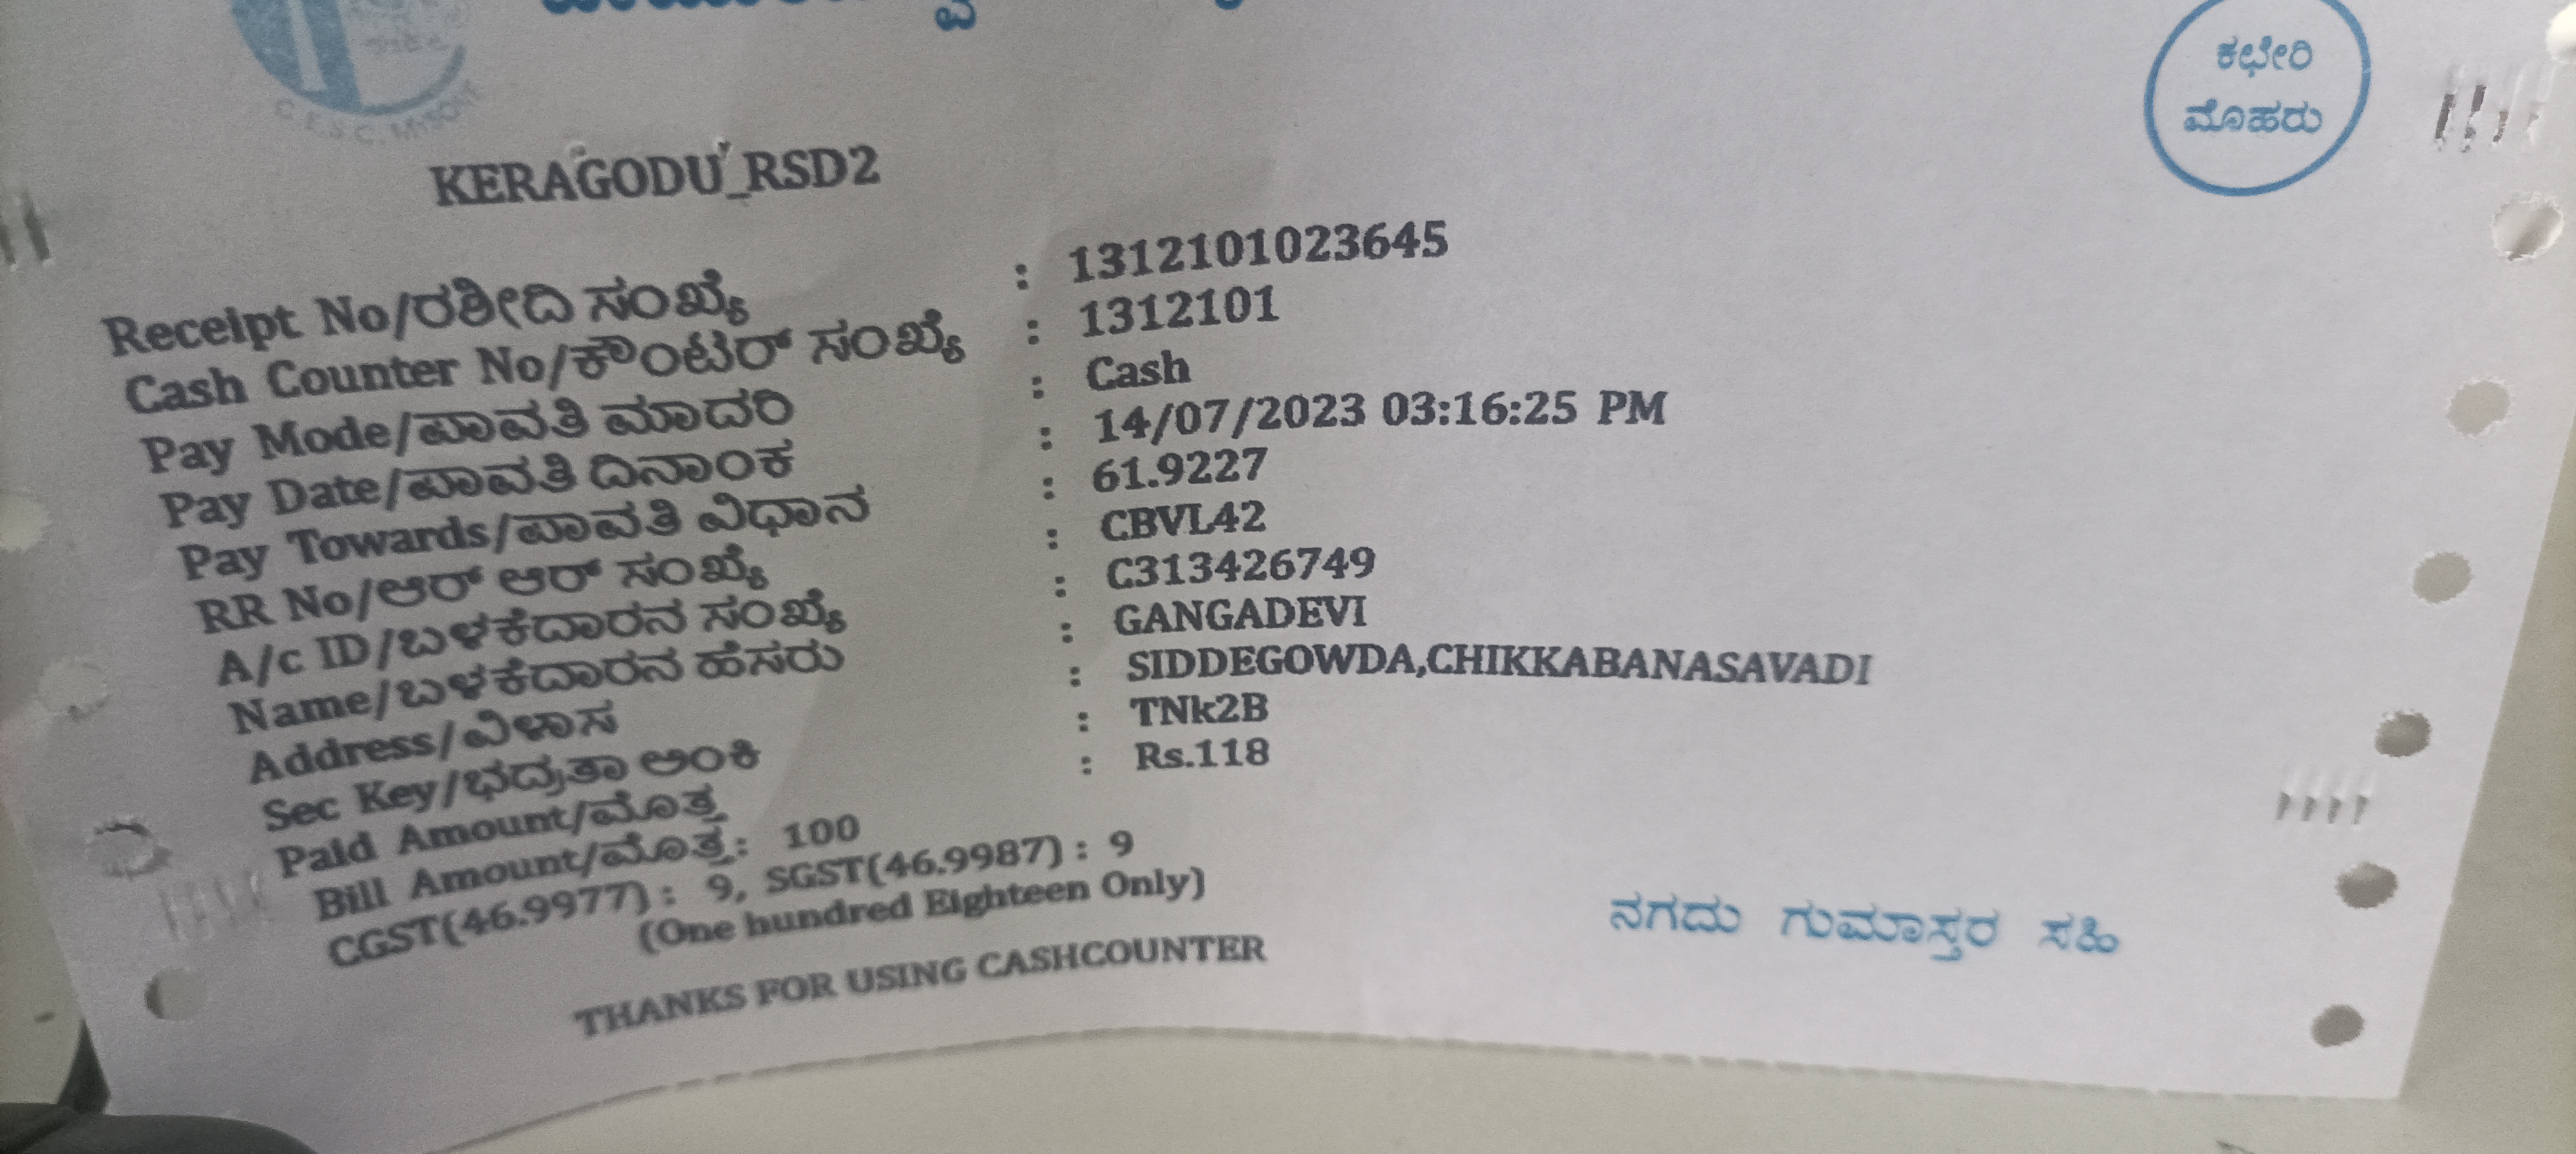 C.E.S.C. MYSORE
ಕಛೇರಿ
ಮೊಹರು
KERAGODU_RSD2
Receipt No/ರಶೀದಿ ಸಂಖ್ಯೆ : 1312101023645
Cash Counter No/ಕೌಂಟರ್ ಸಂಖ್ಯೆ : 1312101
Pay Mode/ಪಾವತಿ ಮಾದರಿ : Cash
Pay Date/ಪಾವತಿ ದಿನಾಂಕ : 14/07/2023 03:16:25 PM
Pay Towards/ಪಾವತಿ ವಿಧಾನ : 61.9227
RR No/ಆರ್ ಆರ್ ಸಂಖ್ಯೆ : CBVL42
A/c ID/ಬಳಕೆದಾರನ ಸಂಖ್ಯೆ : C313426749
Name/ಬಳಕೆದಾರನ ಹೆಸರು : GANGADEVI
Address/ವಿಳಾಸ : SIDDEGOWDA,CHIKKABANASAVADI
Sec Key/ಭದ್ರತಾ ಅಂಕಿ : TNk2B
Paid Amount/ಮೊತ್ತ : Rs.118
Bill Amount/ಮೊತ್ತ: 100
CGST(46.9977) : 9, SGST(46.9987) : 9
(One hundred Eighteen Only)
THANKS FOR USING CASHCOUNTER
ನಗದು ಗುಮಾಸ್ತರ ಸಹಿ